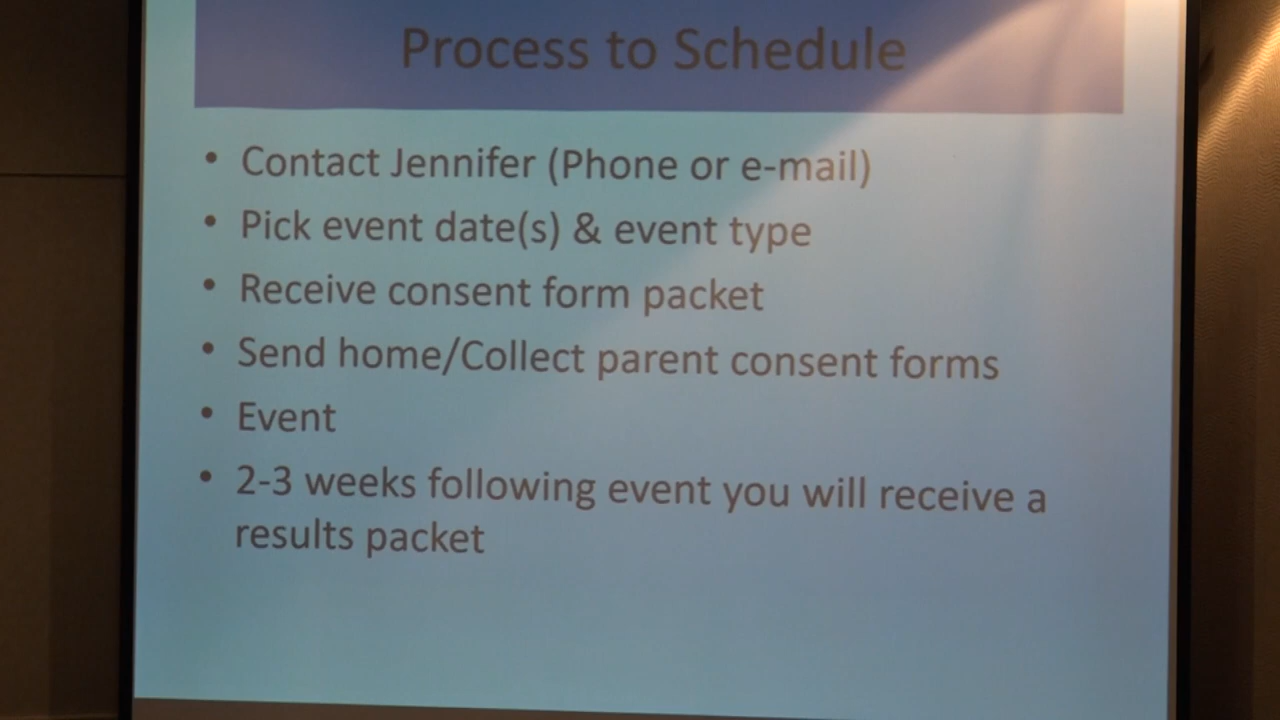 Process to Schedule
• Contact Jennifer (Phone or e-mail)
• Pick event date(s) & event type
• Receive consent form packet
• Send home/Collect parent consent forms
• Event
• 2-3 weeks following event you will receive a
results packet